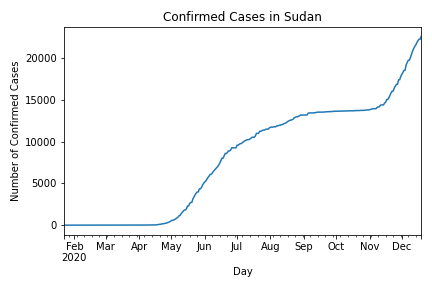 Confirmed Cases in Sudan
Number of Confirmed Cases
20000
15000
10000
5000
0
Feb Mar Apr May Jun Jul Aug Sep Oct Nov Dec
2020
Day